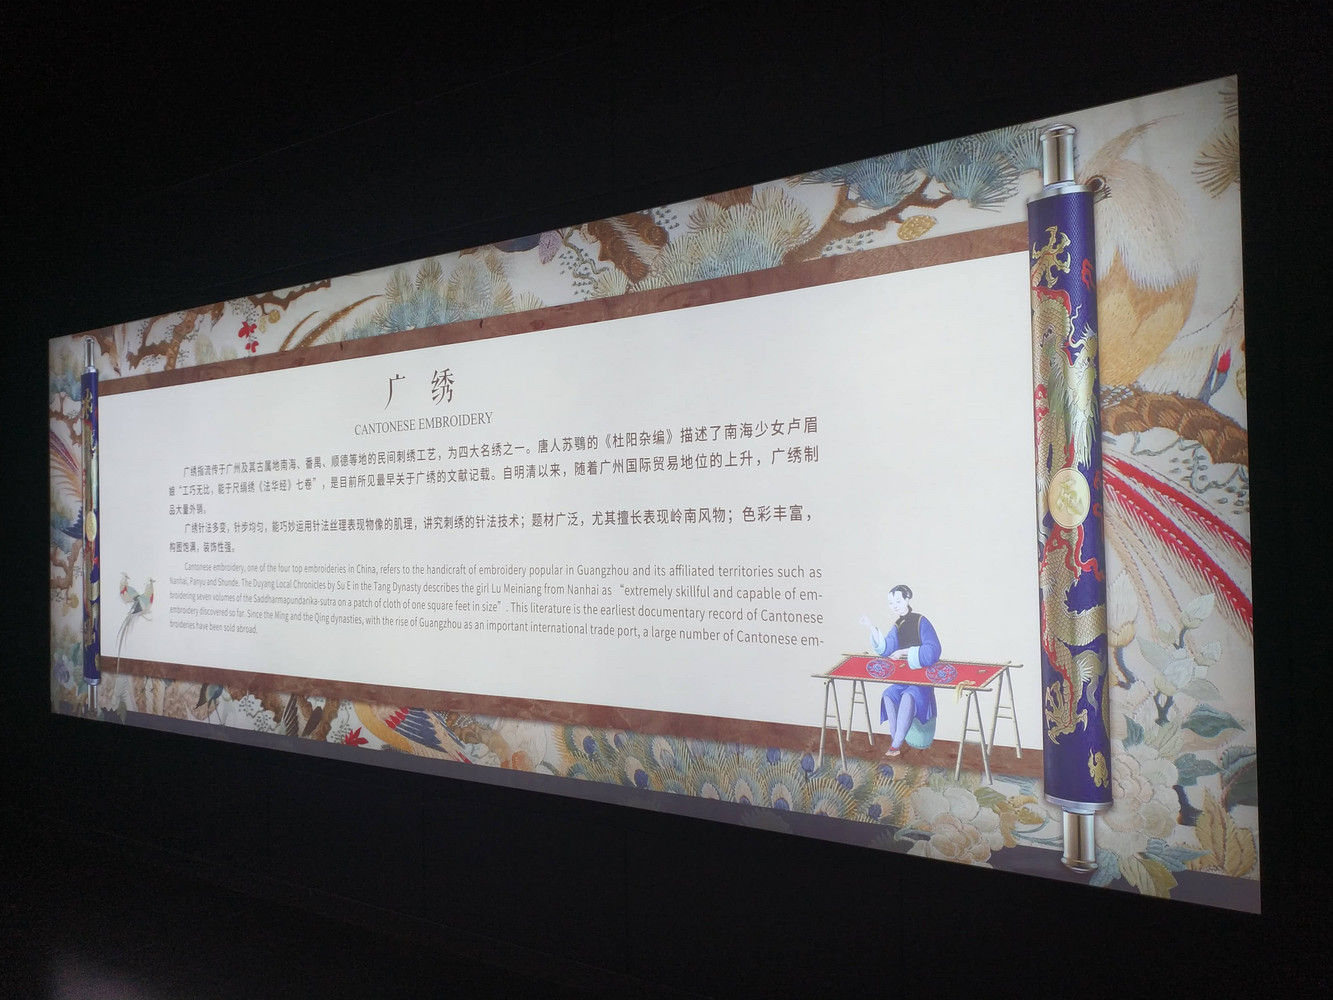 广 绣
CANTONESE EMBROIDERY
广绣指流传于广州及其古属地南海、番禺、顺德等地的民间刺绣工艺，为四大名绣之一。唐人苏鶚的《杜阳杂编》描述了南海少女卢眉
娘“工巧无比，能于尺绢绣《法华经》七卷”，是目前所见最早关于广绣的文献记载。自明清以来，随着广州国际贸易地位的上升，广绣制
品大量外销。
广绣针法多变，针步均匀，能巧妙运用针法丝理表现物像的肌理，讲究刺绣的针法技术；题材广泛，尤其擅长表现岭南风物；色彩丰富，
构图饱满，装饰性强。
Cantonese embroidery, one of the four top embroideries in China, refers to the handicraft of embroidery popular in Guangzhou and its affiliated territories such as
Nanhai, Panyu and Shunde. The Duyang Local Chronicles by Su E in the Tang Dynasty describes the girl Lu Meiniang from Nanhai as “extremely skillful and capable of em-
broidering seven volumes of the Saddharmapundarika-sutra on a patch of cloth of one square feet in size”. This literature is the earliest documentary record of Cantonese
embroidery discovered so far. Since the Ming and the Qing dynasties, with the rise of Guangzhou as an important international trade port, a large number of Cantonese em-
broideries have been sold abroad.